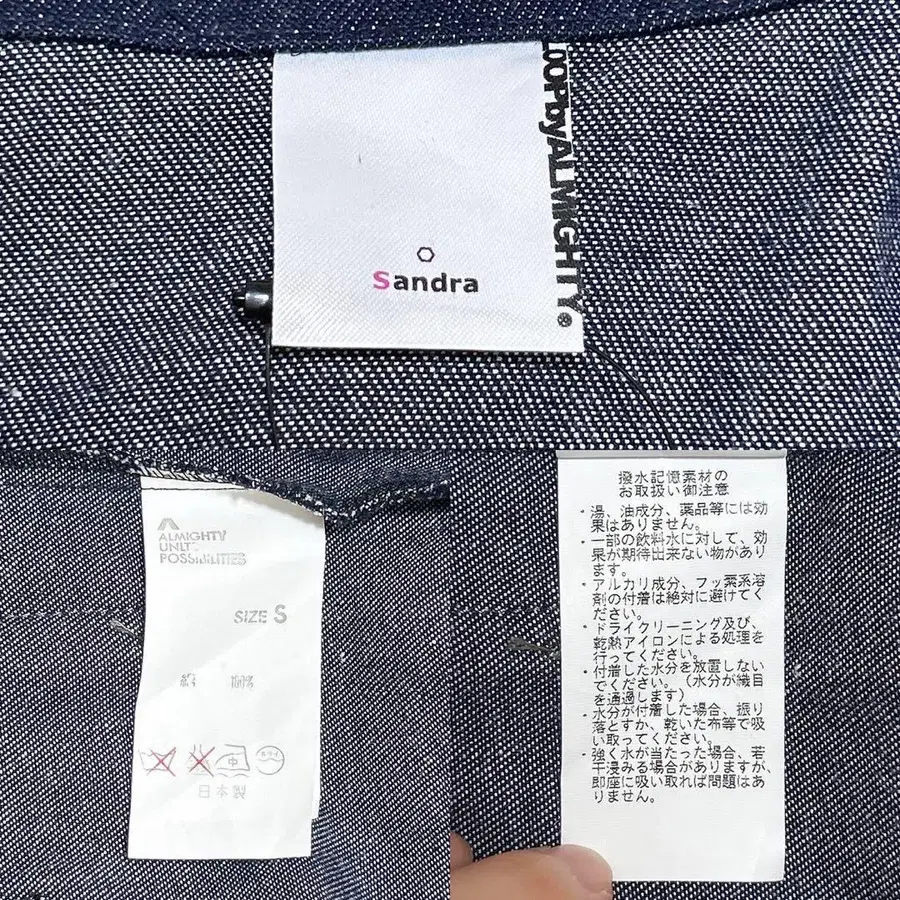 LOOPbyALMIGHTY.
Sandra
ALMIGHTY
UNLTD
POSSIBILITIES
SIZE S
綿 100%
中
ドライ
日本製
撥水記憶素材の
お取扱い御注意
・湯、油成分、薬品等には効
果はありません。
・一部の飲料水に対して、効
果が期待出来ない物があり
ます。
・アルカリ成分、フッ素系溶
剤の付着は絶対に避けてく
ださい。
・ドライクリーニング及び、
乾熱アイロンによる処理を
行ってください。
・付着した水分を放置しない
でください。（水分が織目
を通過します）
・水分が付着した場合、振り
落とすか、乾いた布等で吸
い取ってください。
・強く水が当たった場合、若
干浸みる場合がありますが、
即座に吸い取れば問題はあ
りません。